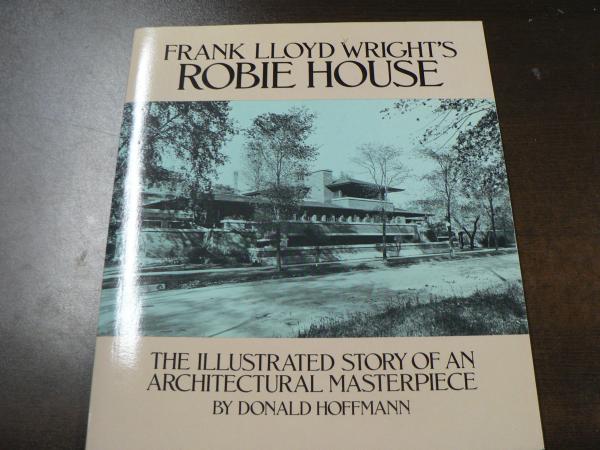 FRANK LLOYD WRIGHT'S
ROBIE HOUSE
THE ILLUSTRATED STORY OF AN
ARCHITECTURAL MASTERPIECE
BY DONALD HOFFMANN